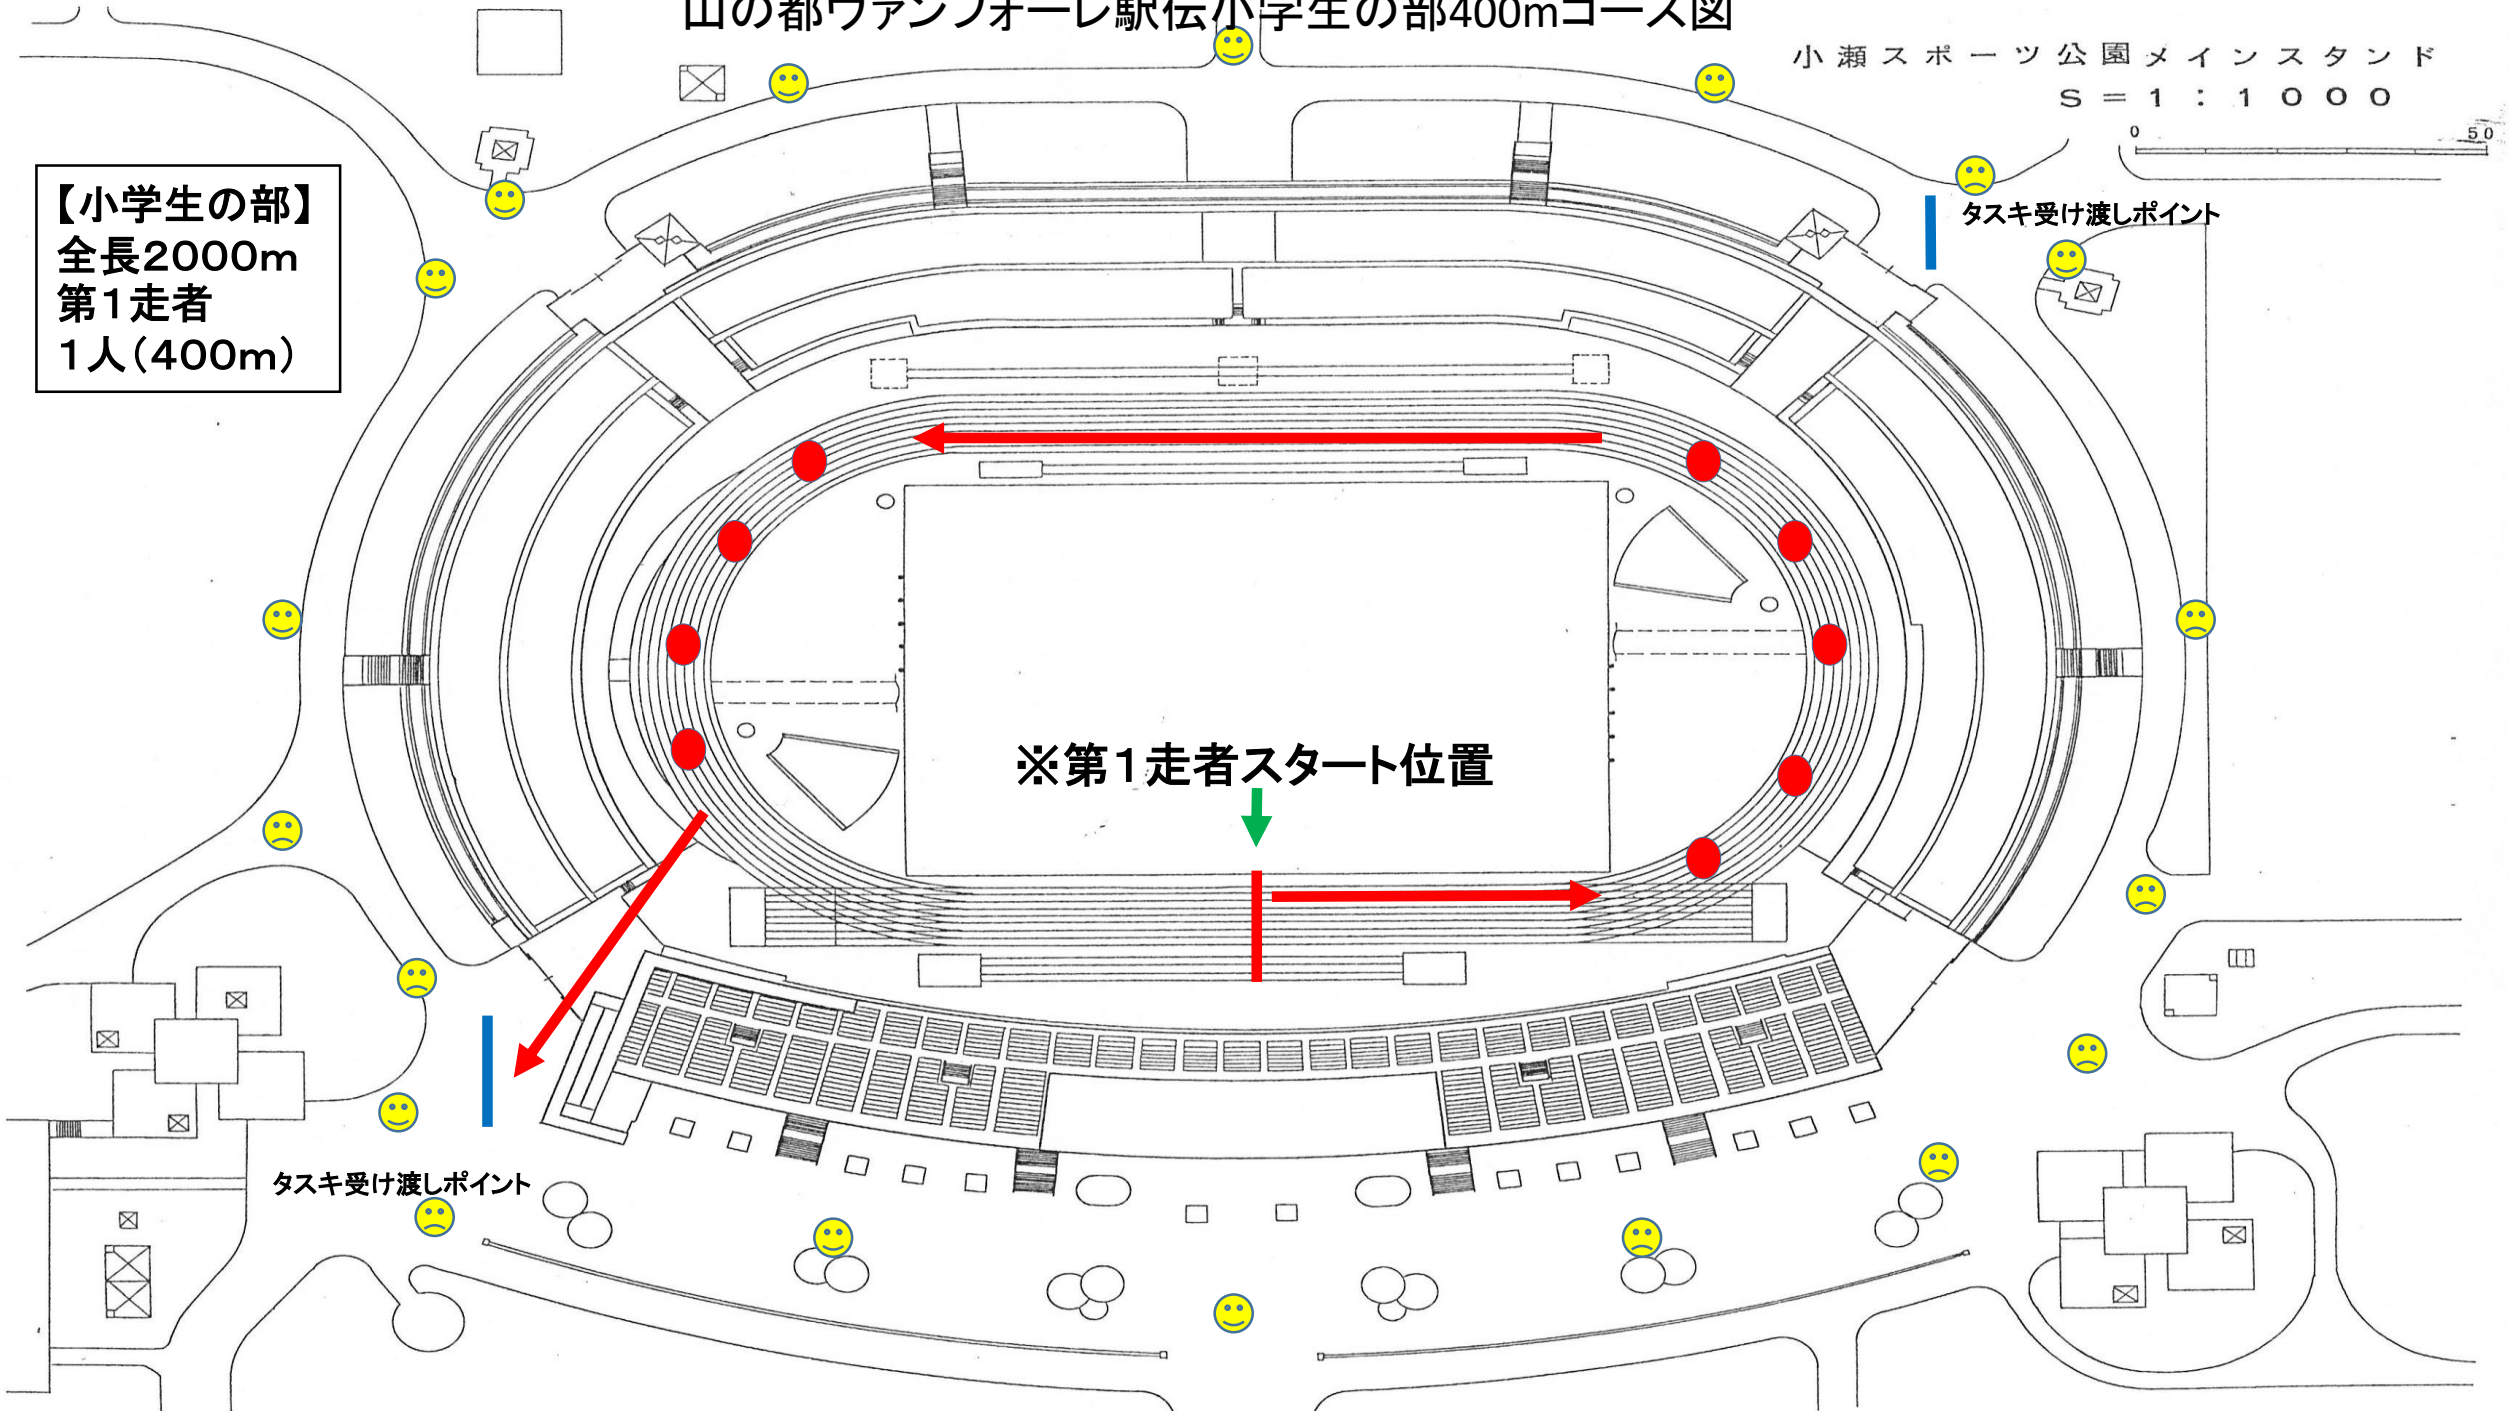 山の都ヴァンフォーレ駅伝小学生の部400mコース図
小瀬スポーツ公園メインスタンド
S=1:1000
0 50
【小学生の部】
全長2000m
第1走者
1人(400m)
タスキ受け渡しポイント
※第1走者スタート位置
タスキ受け渡しポイント